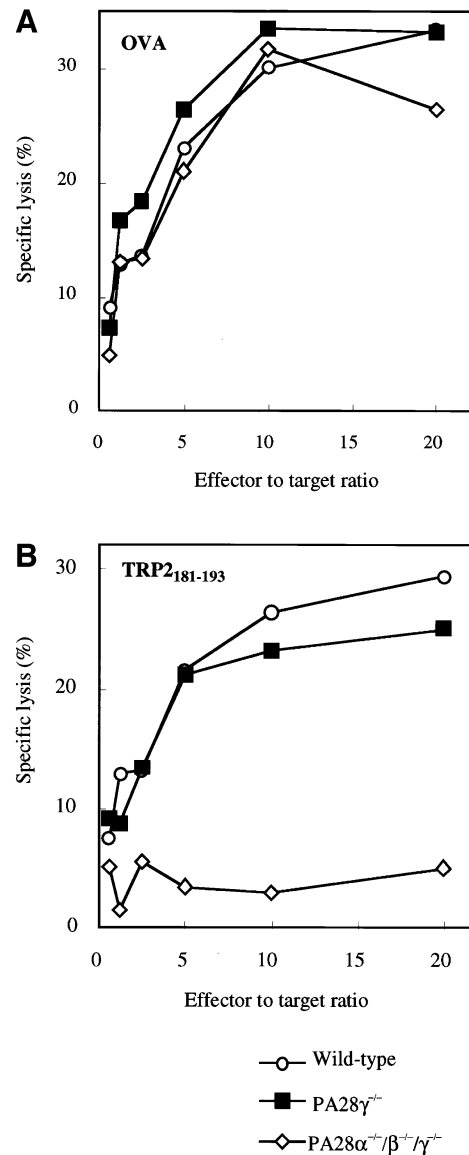 A
OVA
Specific lysis (%)
30
20
10
0
0 5 10 15 20
Effector to target ratio
B
TRP2₁₈₁₋₁₉₃
Specific lysis (%)
30
20
10
0
0 5 10 15 20
Effector to target ratio
Wild-type
PA28γ⁻/⁻
PA28α⁻/⁻/β⁻/⁻/γ⁻/⁻